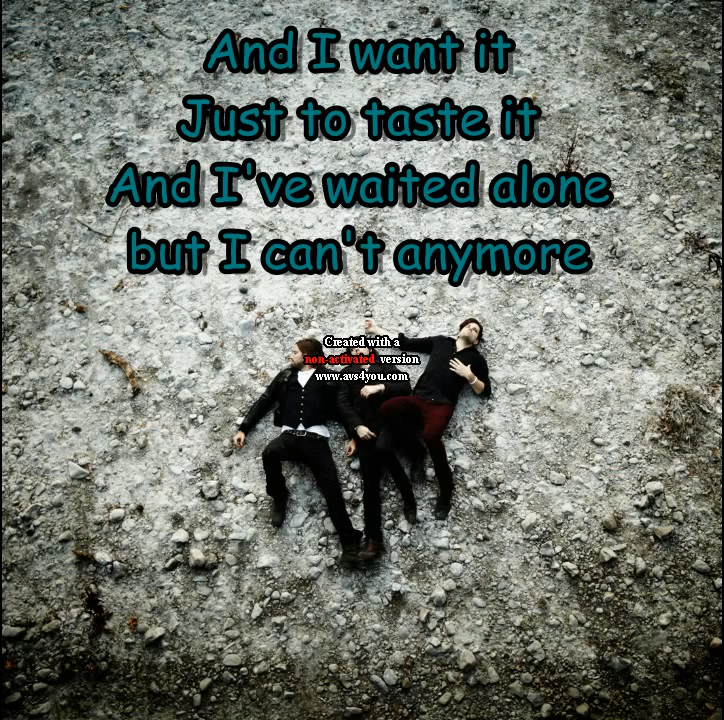 And I want it
Just to taste it
And I've waited alone
but I can't anymore
Created with a
non-activated version
www.avs4you.com